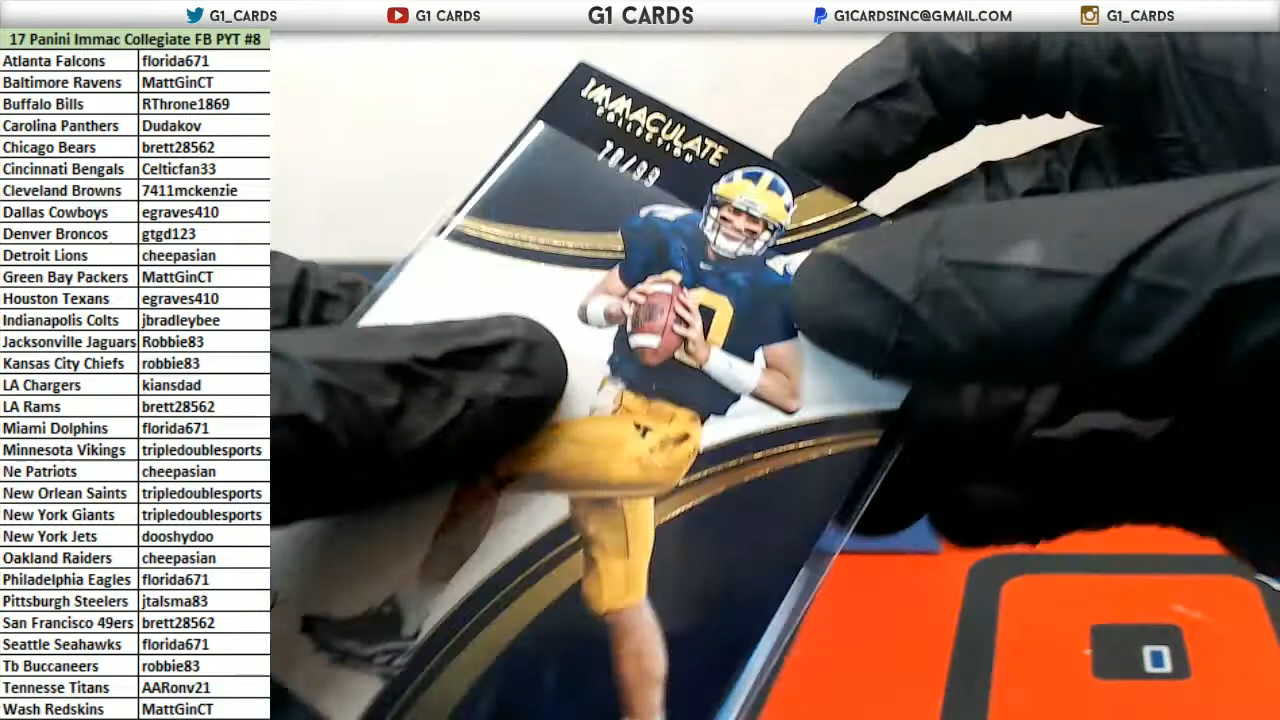 G1_CARDS
G1 CARDS
G1 CARDS
G1CARDSINC@GMAIL.COM
G1_CARDS
17 Panini Immac Collegiate FB PYT #8
Atlanta Falcons florida671
Baltimore Ravens MattGinCT
Buffalo Bills RThrone1869
Carolina Panthers Dudakov
Chicago Bears brett28562
Cincinnati Bengals Celticfan33
Cleveland Browns 7411mckenzie
Dallas Cowboys egraves410
Denver Broncos gtgd123
Detroit Lions cheepasian
Green Bay Packers MattGinCT
Houston Texans egraves410
Indianapolis Colts jbradleybee
Jacksonville Jaguars Robbie83
Kansas City Chiefs robbie83
LA Chargers kiansdad
LA Rams brett28562
Miami Dolphins florida671
Minnesota Vikings tripledoublesports
Ne Patriots cheepasian
New Orlean Saints tripledoublesports
New York Giants tripledoublesports
New York Jets dooshydoo
Oakland Raiders cheepasian
Philadelphia Eagles florida671
Pittsburgh Steelers jtalsma83
San Francisco 49ers brett28562
Seattle Seahawks florida671
Tb Buccaneers robbie83
Tennesse Titans AARonv21
Wash Redskins MattGinCT
IMMACULATE
COLLECTION